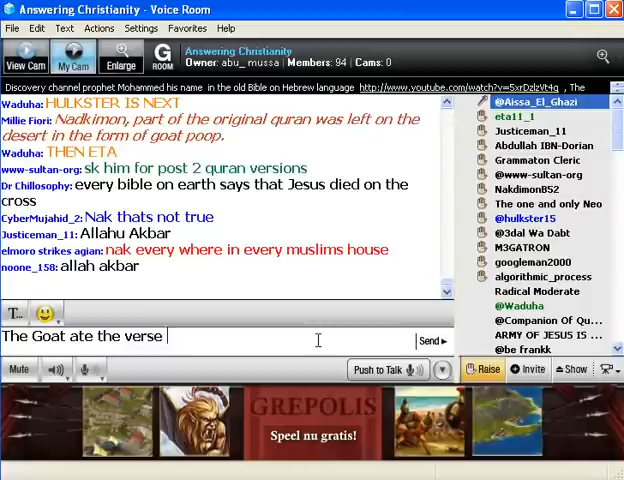 Answering Christianity - Voice Room
File Edit Text Actions Settings Favorites Help
View Cam
My Cam
Enlarge
G
ROOM
Answering Christianity
Owner: abu_ mussa | Members: 94 | Cams: 0
Discovery channel prophet Mohammed his name in the old Bible on Hebrew language http://www.youtube.com/watch?v=5xrDzlzVt4g , The
Waduha: HULKSTER IS NEXT
Millie Fiori: Nadkimon, part of the original quran was left on the
desert in the form of goat poop.
Waduha: THEN ETA
www-sultan-org: sk him for post 2 quran versions
Dr Chillosophy: every bible on earth says that Jesus died on the
cross
CyberMujahid_2: Nak thats not true
Justiceman_11: Allahu Akbar
elmoro strikes agian: nak every where in every muslims house
noone_158: allah akbar
@Aissa_El_Ghazi
eta11_1
Justiceman_11
Abdullah IBN-Dorian
Grammaton Cleric
@www-sultan-org
NakdimonB52
The one and only Neo
@hulkster15
@3dal Wa Dabt
M3GATRON
googleman2000
algorithmic_process
Radical Moderate
@Waduha
@Companion Of Qu...
ARMY OF JESUS IS ...
@be frankk
T...
The Goat ate the verse
Send
Mute
Push to Talk
Raise
Invite
Show
GREPOLIS
Speel nu gratis!